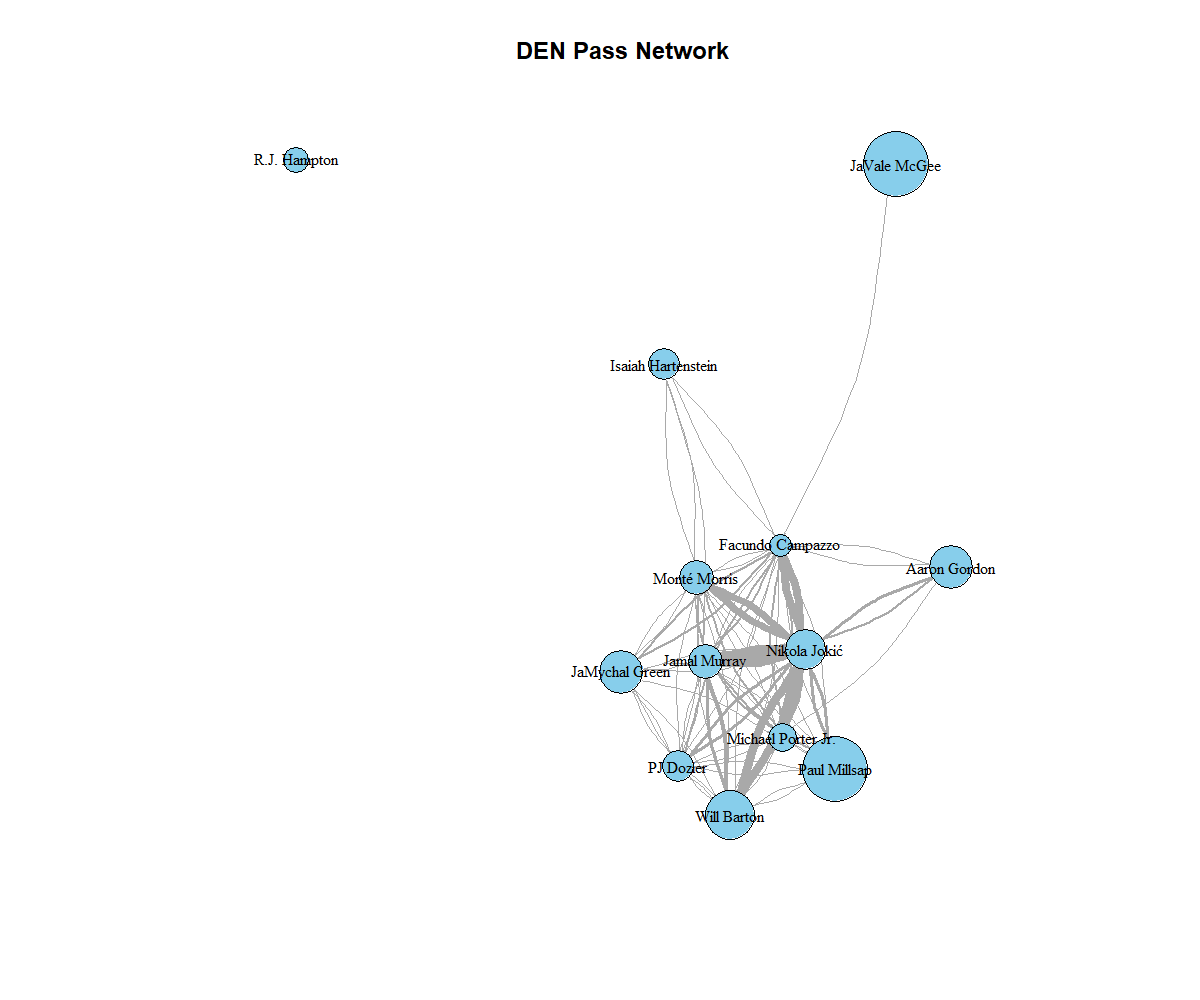 DEN Pass Network
R.J. Hampton
JaVale McGee
Isaiah Hartenstein
Facundo Campazzo
Aaron Gordon
Monté Morris
Nikola Jokić
Jamal Murray
JaMychal Green
Michael Porter Jr.
PJ Dozier
Paul Millsap
Will Barton